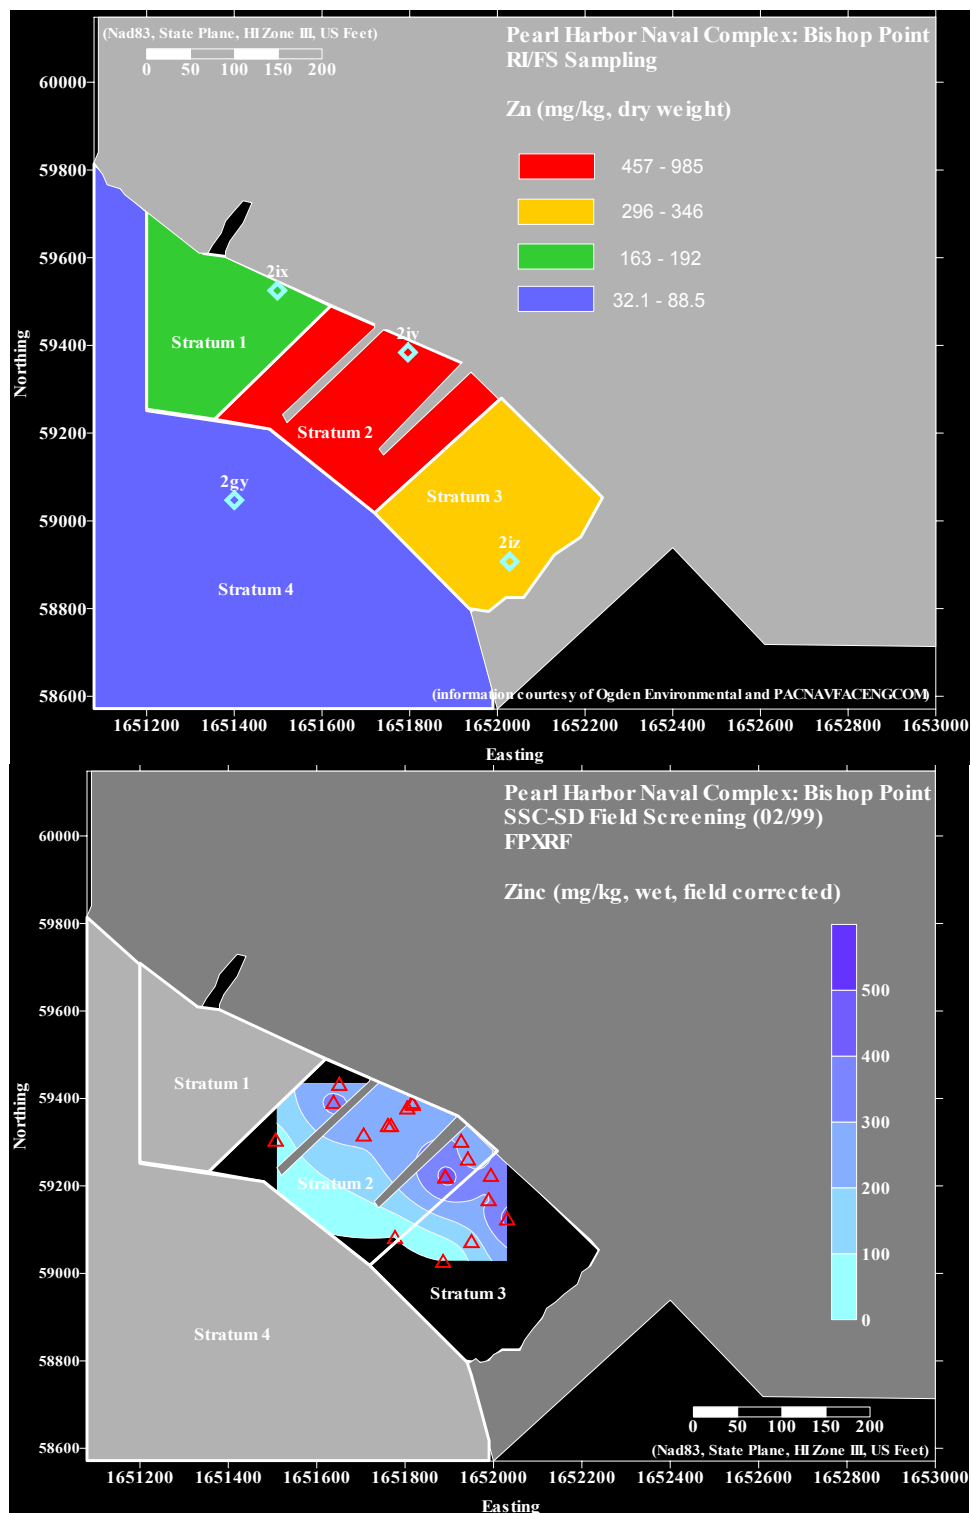 (Nad83, State Plane, HI Zone III, US Feet)
0 50 100 150 200
Pearl Harbor Naval Complex: Bishop Point
RI/FS Sampling
Zn (mg/kg, dry weight)
457 - 985
296 - 346
163 - 192
32.1 - 88.5
60000
59800
59600
59400
59200
59000
58800
58600
Northing
2ix
2iy
Stratum 1
Stratum 2
2gy
Stratum 3
2iz
Stratum 4
(information courtesy of Ogden Environmental and PACNAVFACENGCOM)
1651200 1651400 1651600 1651800 1652000 1652200 1652400 1652600 1652800 1653000
Easting
Pearl Harbor Naval Complex: Bishop Point
SSC-SD Field Screening (02/99)
FPXRF
Zinc (mg/kg, wet, field corrected)
500
400
300
200
100
0
60000
59800
59600
59400
59200
59000
58800
58600
Northing
Stratum 1
Stratum 2
Stratum 3
Stratum 4
0 50 100 150 200
(Nad83, State Plane, HI Zone III, US Feet)
1651200 1651400 1651600 1651800 1652000 1652200 1652400 1652600 1652800 1653000
Easting